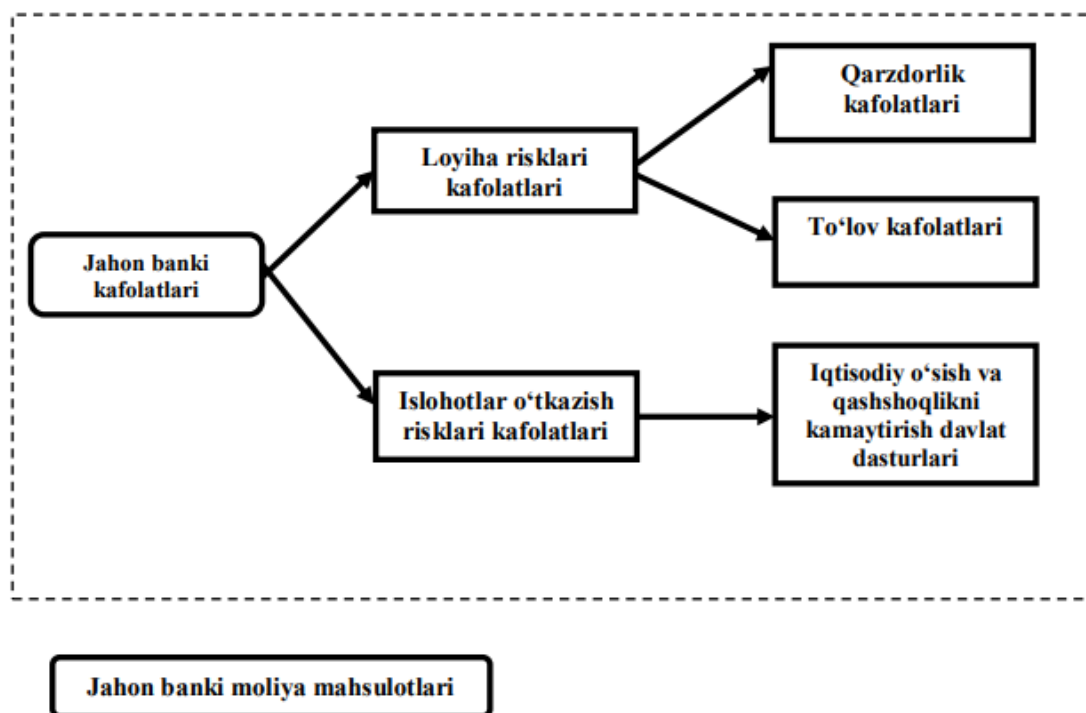 Jahon banki
kafolatlari
Loyiha risklari
kafolatlari
Qarzdorlik
kafolatlari
To‘lov kafolatlari
Islohotlar o‘tkazish
risklari kafolatlari
Iqtisodiy o‘sish va
qashshoqlikni
kamaytirish davlat
dasturlari
Jahon banki moliya mahsulotlari